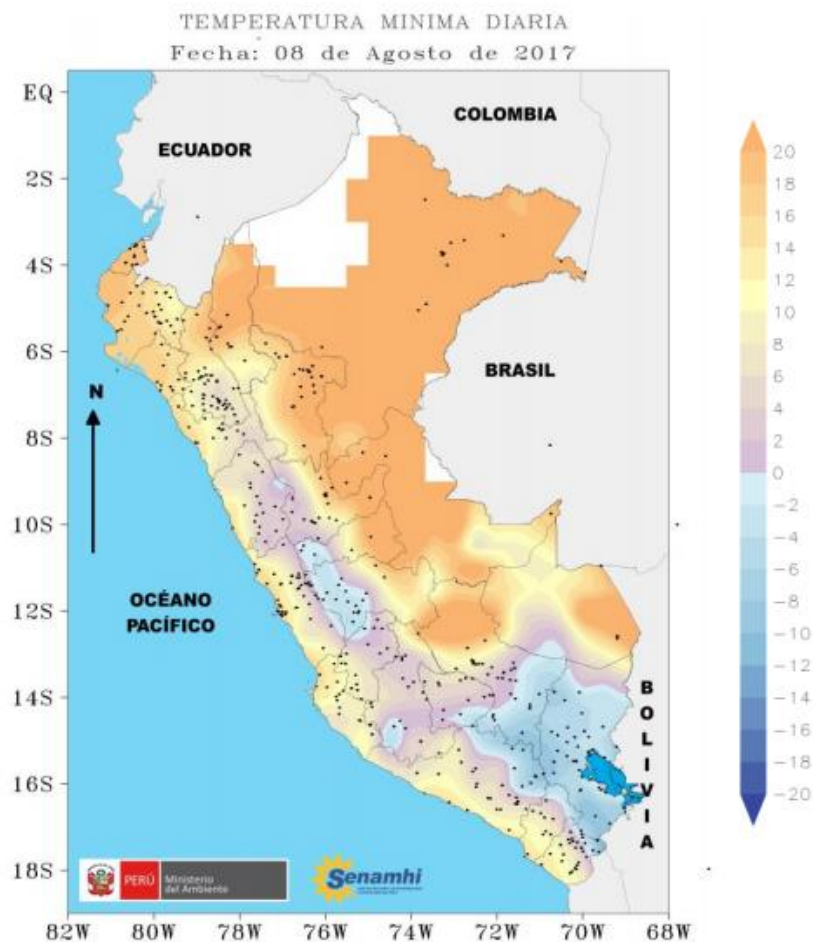 TEMPERATURA MINIMA DIARIA
Fecha: 08 de Agosto de 2017
EQ
2S
4S
6S
8S
10S
12S
14S
16S
18S
82W 80W 78W 76W 74W 72W 70W 68W
COLOMBIA
ECUADOR
BRASIL
N
OCÉANO
PACÍFICO
BOLIVIA
PERÚ
Ministerio
del Ambiente
Senamhi
20
18
16
14
12
10
8
6
4
2
0
-2
-4
-6
-8
-10
-12
-14
-16
-18
-20